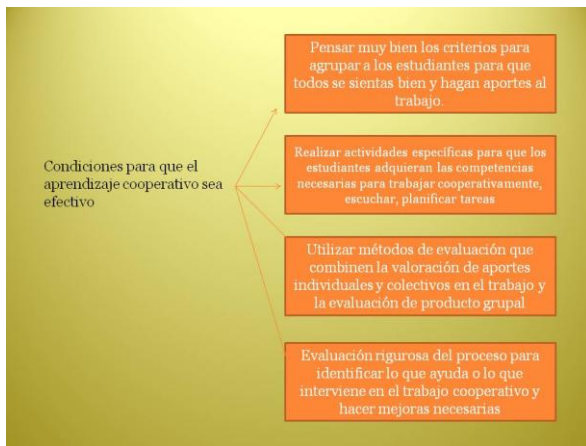 Condiciones para que el
aprendizaje cooperativo sea
efectivo
Pensar muy bien los criterios para
agrupar a los estudiantes para que
todos se sientas bien y hagan aportes al
trabajo.
Realizar actividades específicas para que los
estudiantes adquieran las competencias
necesarias para trabajar cooperativamente,
escuchar, planificar tareas
Utilizar métodos de evaluación que
combinen la valoración de aportes
individuales y colectivos en el trabajo y
la evaluación de producto grupal
Evaluación rigurosa del proceso para
identificar lo que ayuda o lo que
interviene en el trabajo cooperativo y
hacer mejoras necesarias